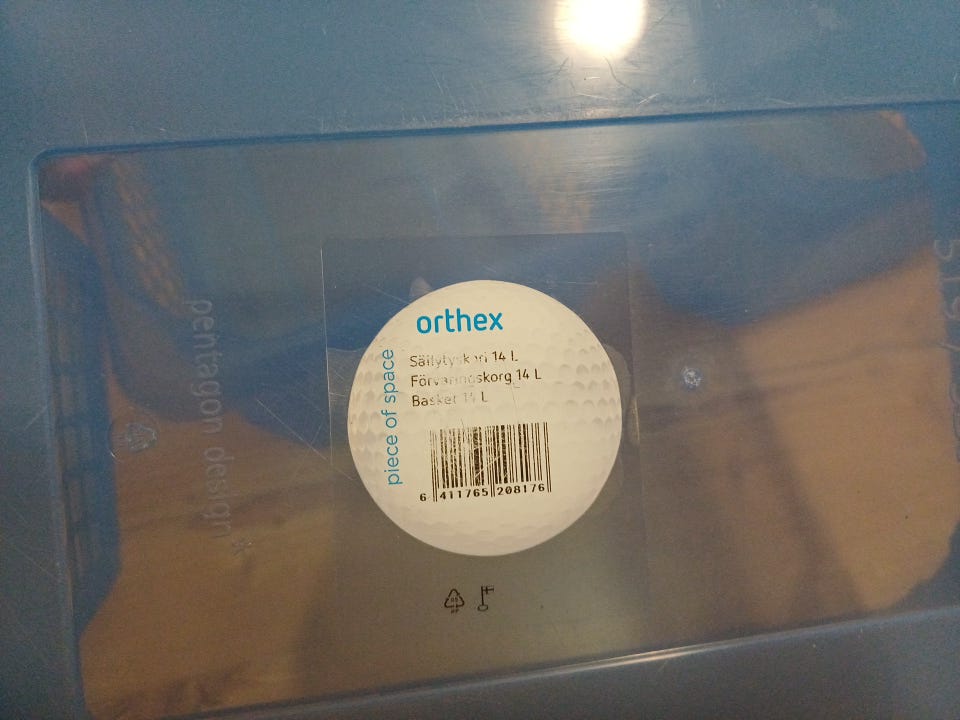 orthex
piece of space
Säilytyskori 14 L
Förvaringskorg 14 L
Basket 14 L
6 411765 208176
pentagon design